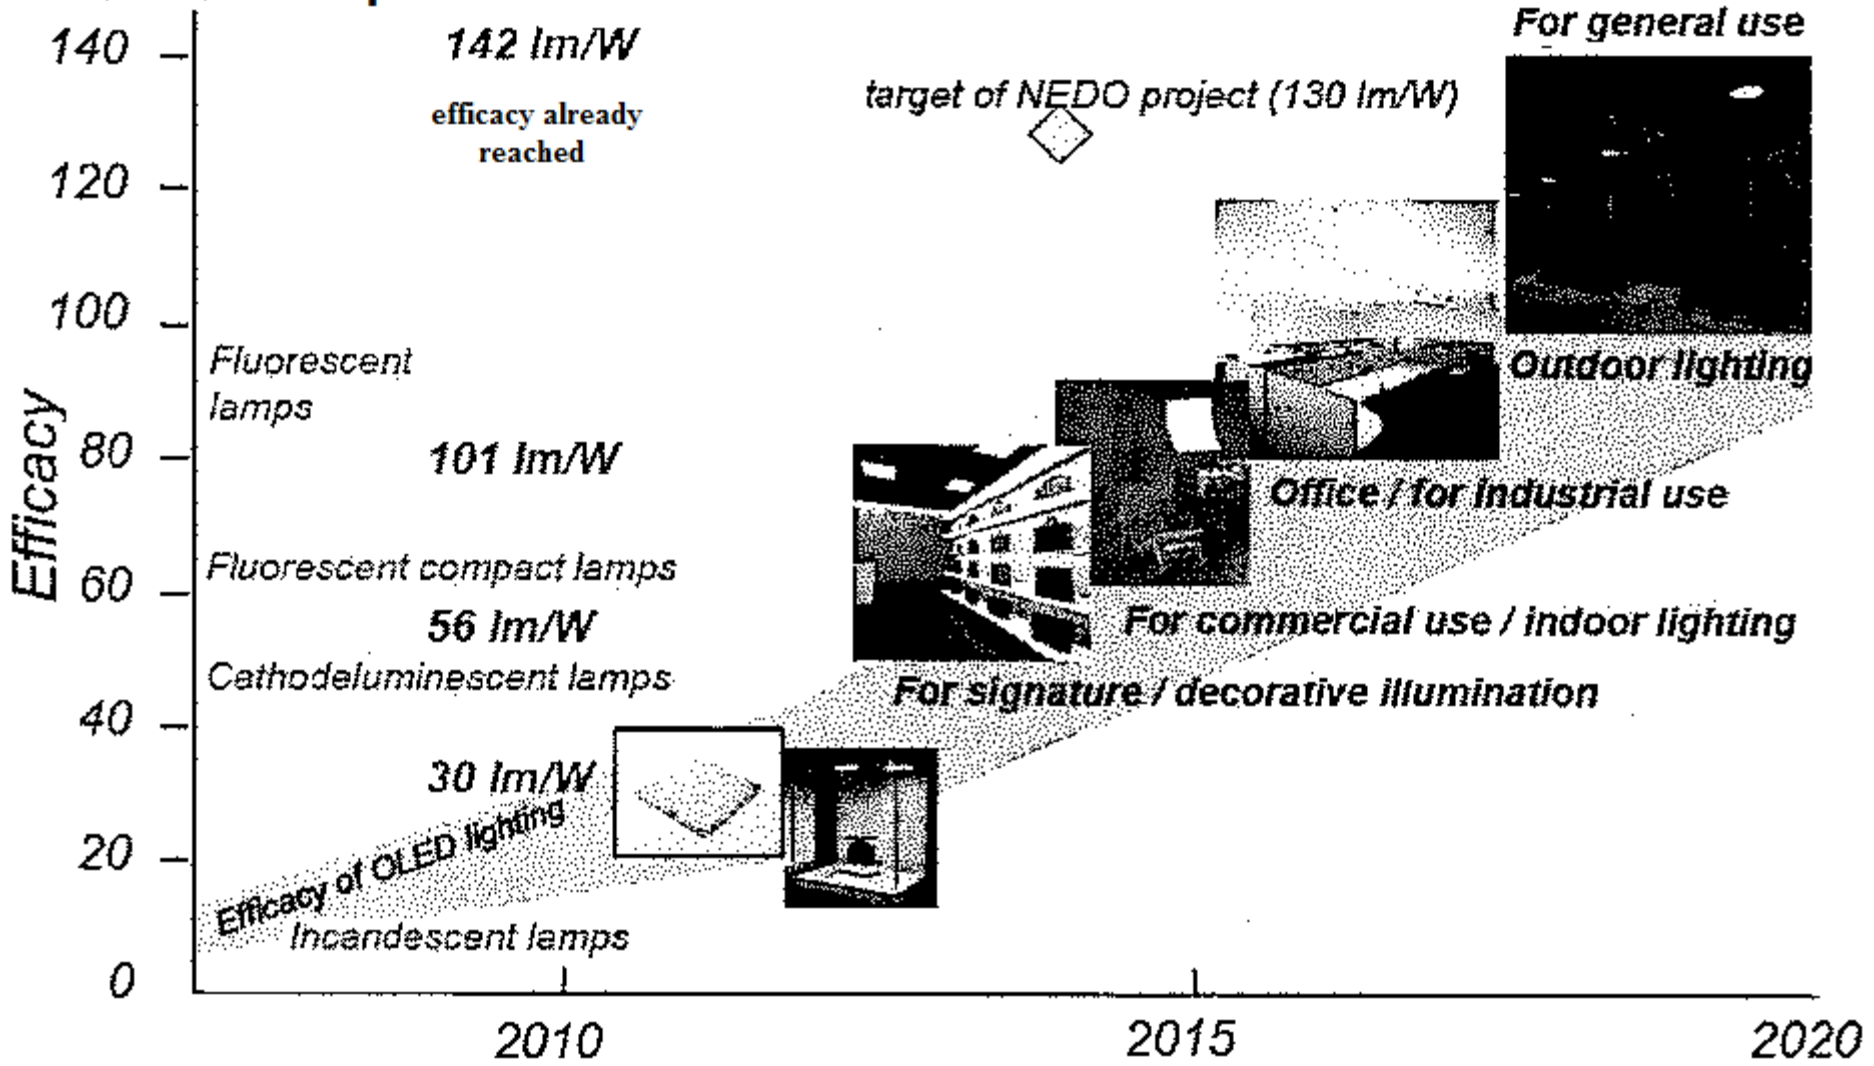 For general use
140
142 lm/W
target of NEDO project (130 lm/W)
efficacy already
reached
120
100
Fluorescent
lamps
Outdoor lighting
Efficacy
80
101 lm/W
Office / for industrial use
Fluorescent compact lamps
60
56 lm/W
For commercial use / indoor lighting
Cathodeluminescent lamps
For signature / decorative illumination
40
30 lm/W
Efficacy of OLED lighting
20
Incandescent lamps
0
2010
2015
2020